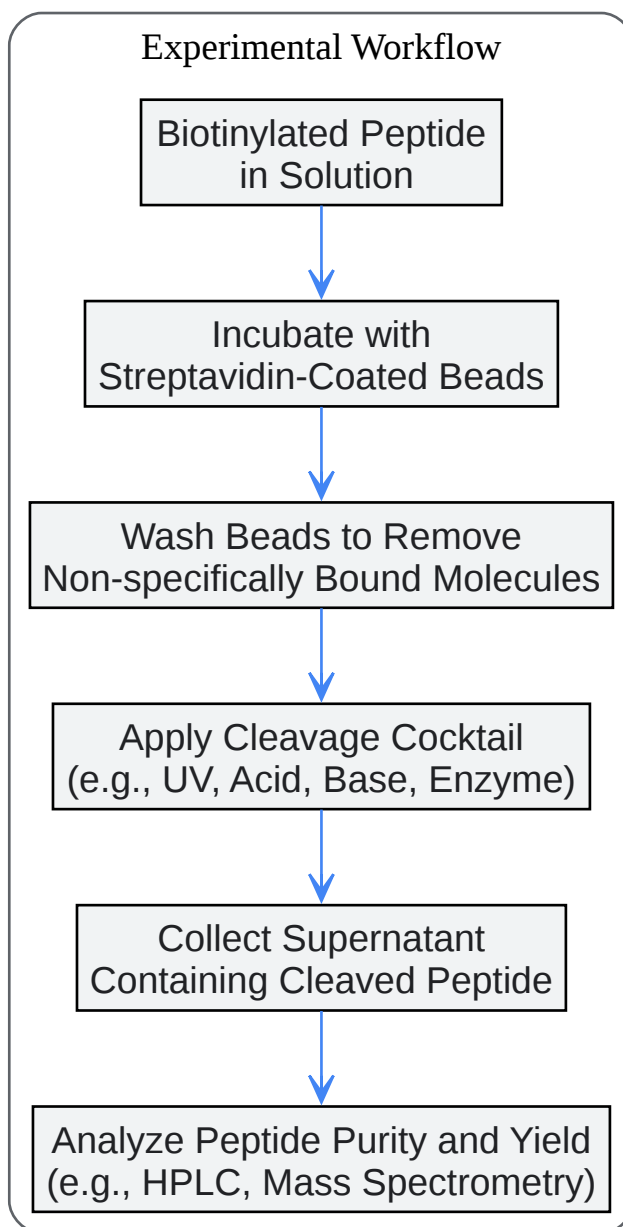 Experimental Workflow
Biotinylated Peptide
in Solution
Incubate with
Streptavidin-Coated Beads
Wash Beads to Remove
Non-specifically Bound Molecules
Apply Cleavage Cocktail
(e.g., UV, Acid, Base, Enzyme)
Collect Supernatant
Containing Cleaved Peptide
Analyze Peptide Purity and Yield
(e.g., HPLC, Mass Spectrometry)